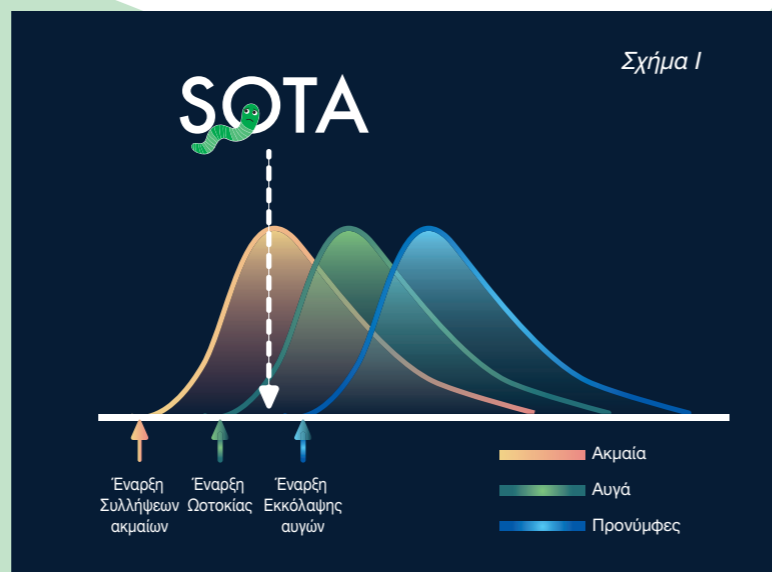 Σχήμα Ι
SOTA
Έναρξη
Συλλήψεων
ακμαίων
Έναρξη
Ωοτοκίας
Έναρξη
Εκκόλαψης
αυγών
Ακμαία
Αυγά
Προνύμφες